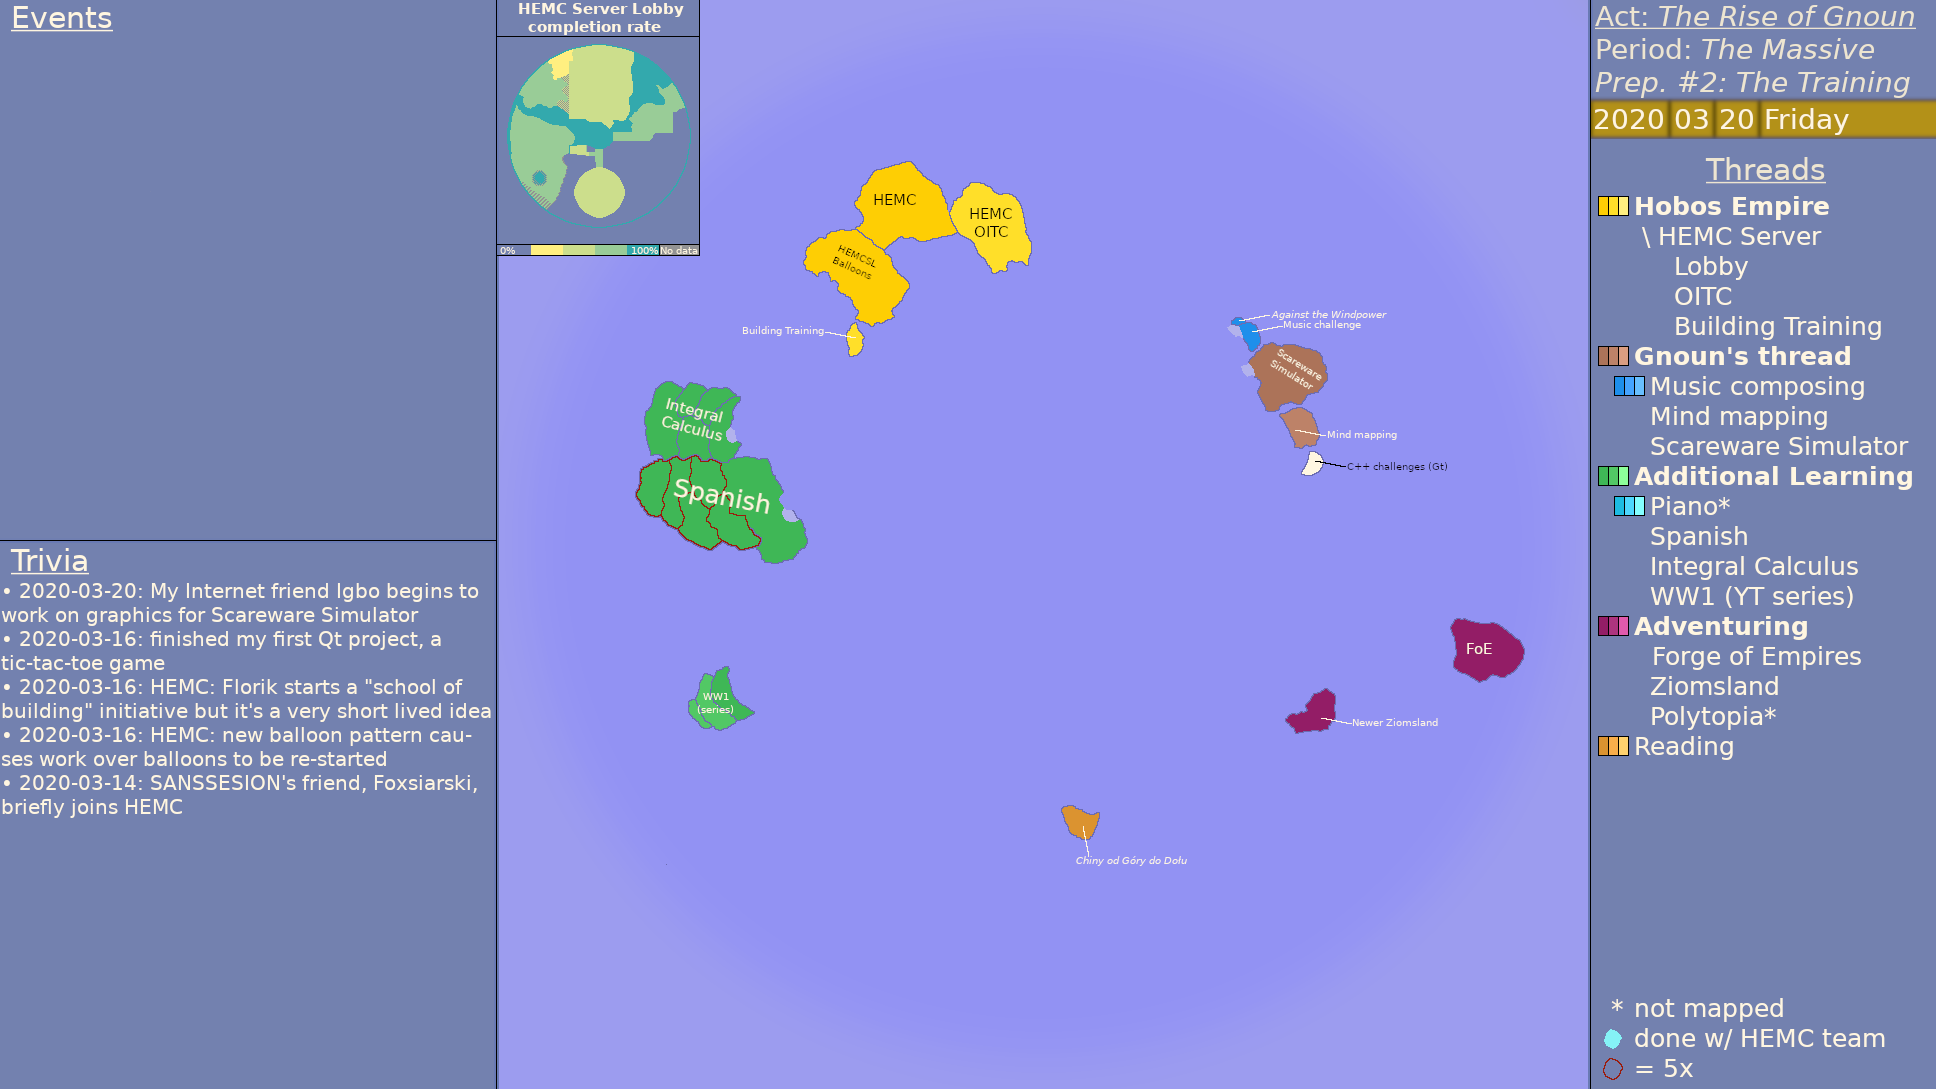 Events
HEMC Server Lobby
completion rate
0%
100%
No data
Trivia
• 2020-03-20: My Internet friend Igbo begins to
work on graphics for Scareware Simulator
• 2020-03-16: finished my first Qt project, a
tic-tac-toe game
• 2020-03-16: HEMC: Florik starts a "school of
building" initiative but it's a very short lived idea
• 2020-03-16: HEMC: new balloon pattern cau-
ses work over balloons to be re-started
• 2020-03-14: SANSSESION's friend, Foxsiarski,
briefly joins HEMC
HEMC
HEMC
OITC
HEMCSL
Balloons
Building Training
Against the Windpower
Music challenge
Scareware
Simulator
Mind mapping
C++ challenges (Gt)
Integral
Calculus
Spanish
WW1
(series)
FoE
Newer Ziomsland
Chiny od Góry do Dołu
Act: The Rise of Gnoun
Period: The Massive
Prep. #2: The Training
2020 03 20 Friday
Threads
Hobos Empire
\ HEMC Server
Lobby
OITC
Building Training
Gnoun's thread
Music composing
Mind mapping
Scareware Simulator
Additional Learning
Piano*
Spanish
Integral Calculus
WW1 (YT series)
Adventuring
Forge of Empires
Ziomsland
Polytopia*
Reading
* not mapped
done w/ HEMC team
= 5x